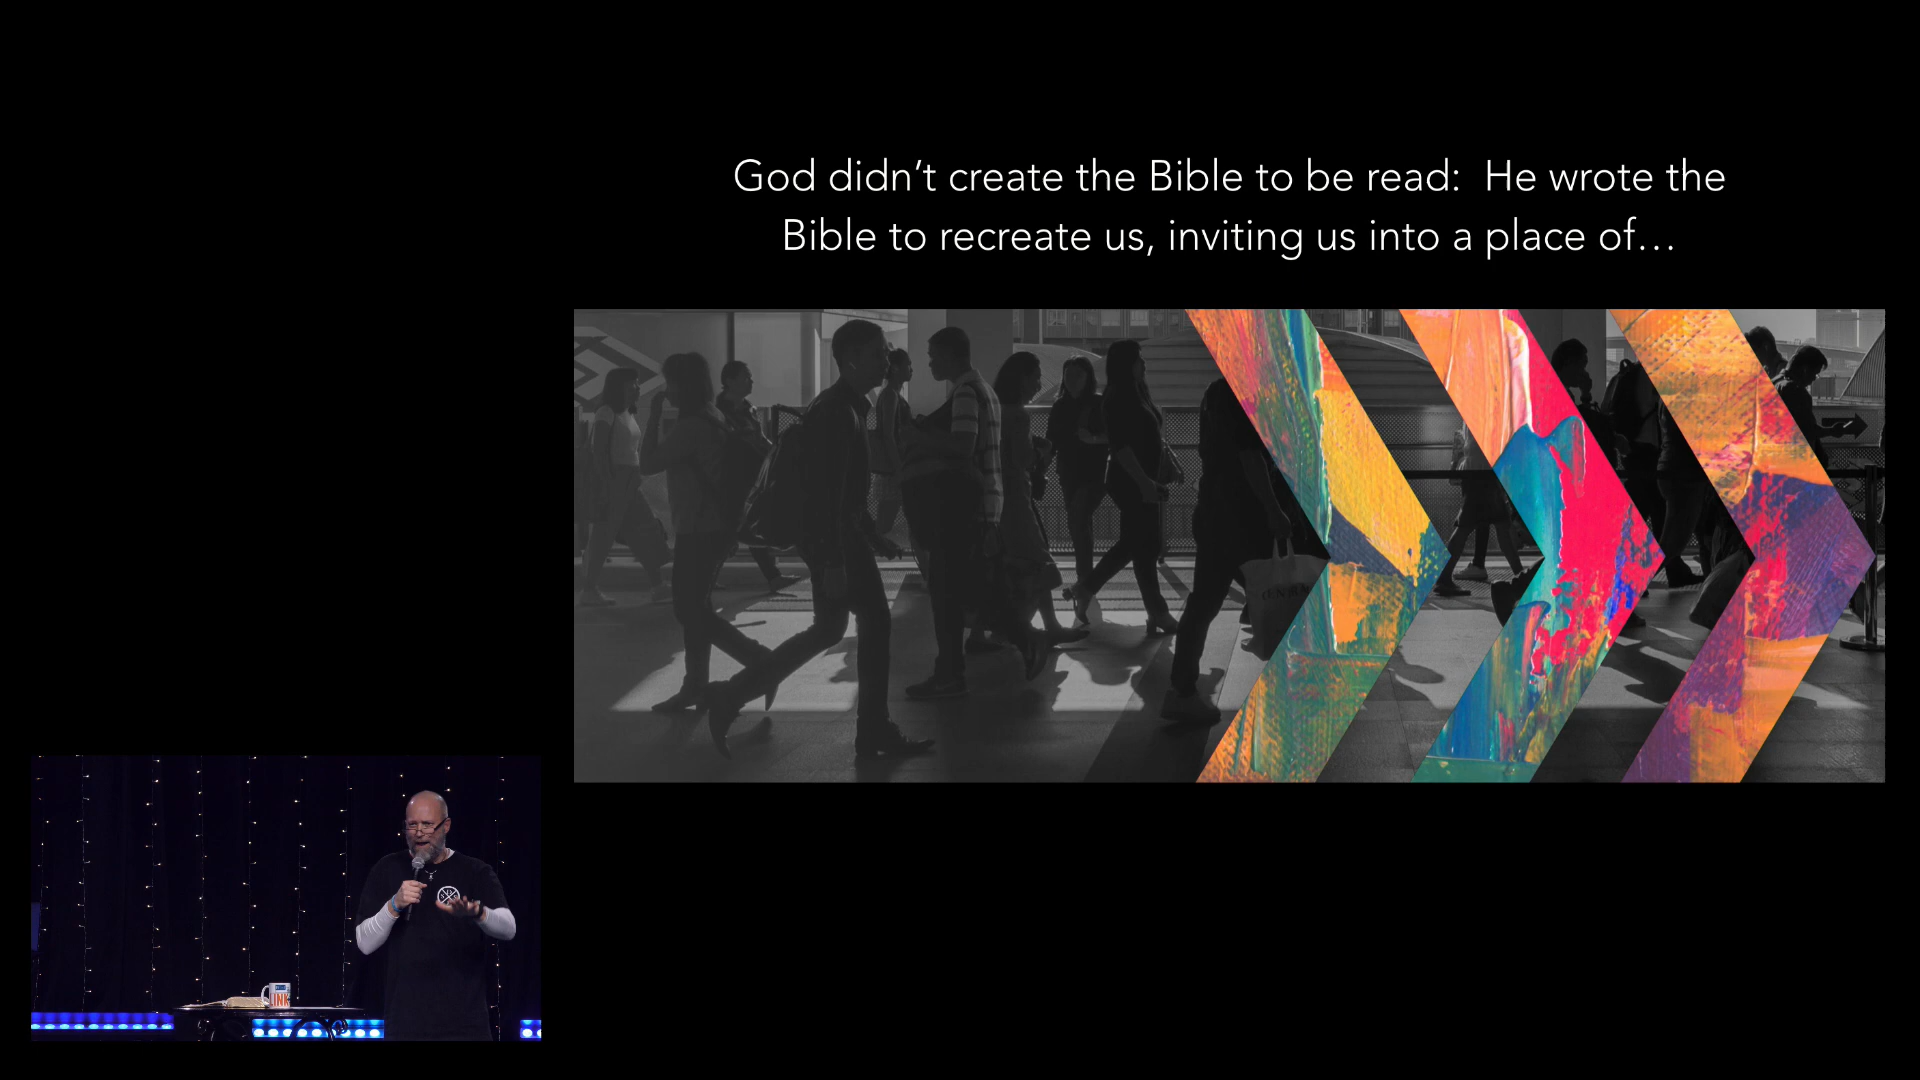 God didn’t create the Bible to be read:  He wrote the
Bible to recreate us, inviting us into a place of…
INK